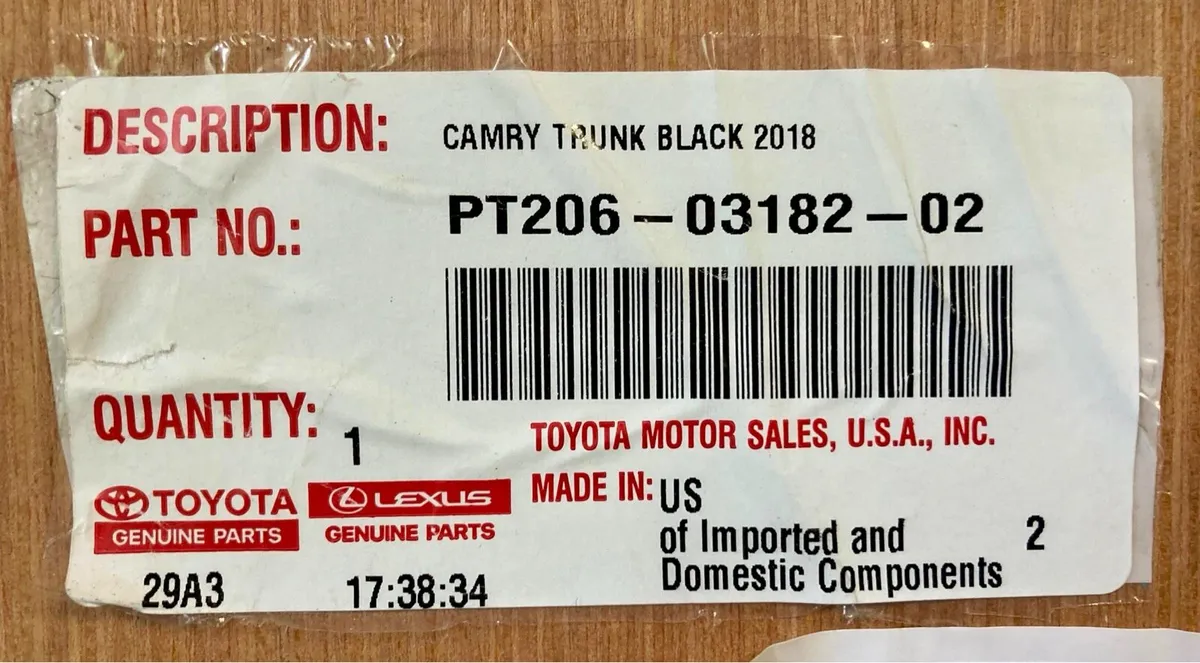 DESCRIPTION: CAMRY TRUNK BLACK 2018
PART NO.: PT206-03182-02
QUANTITY: 1
TOYOTA MOTOR SALES, U.S.A., INC.
TOYOTA
GENUINE PARTS
LEXUS
GENUINE PARTS
MADE IN: US
of Imported and
Domestic Components
2
29A3 17:38:34